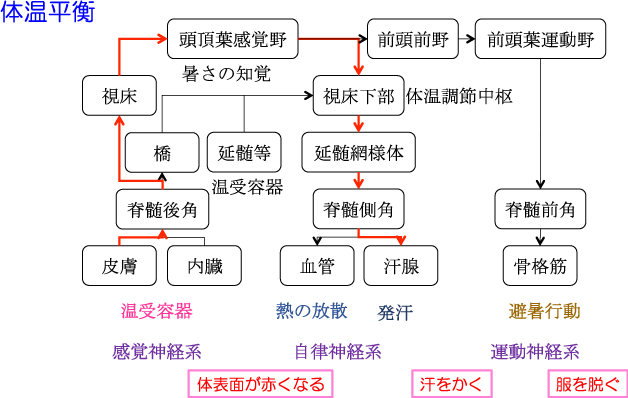 体温平衡
頭頂葉感覚野
前頭前野
前頭葉運動野
暑さの知覚
視床
視床下部
体温調節中枢
橋
延髄等
延髄網様体
温受容器
脊髄後角
脊髄側角
脊髄前角
皮膚
内臓
血管
汗腺
骨格筋
温受容器
熱の放散
発汗
避暑行動
感覚神経系
自律神経系
運動神経系
体表面が赤くなる
汗をかく
服を脱ぐ